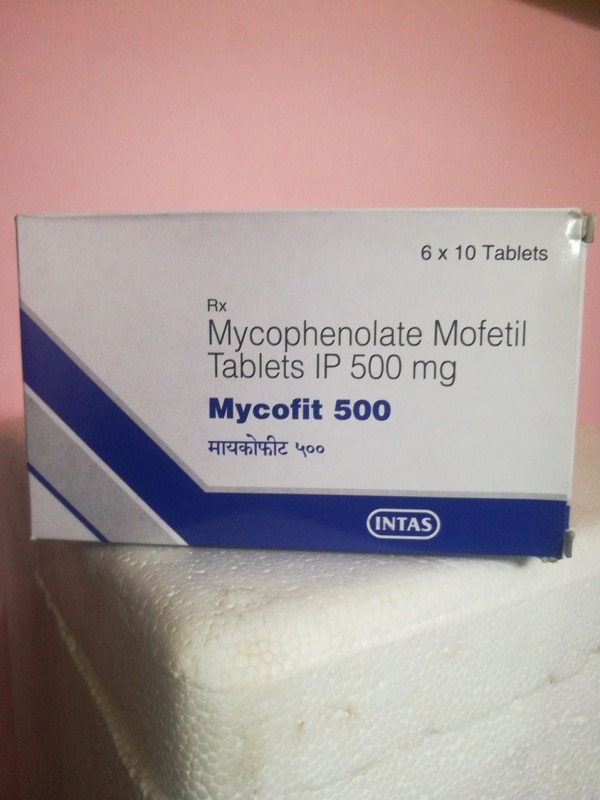 6 x 10 Tablets
Rx
Mycophenolate Mofetil
Tablets IP 500 mg
Mycofit 500
मायकोफीट ५००
INTAS